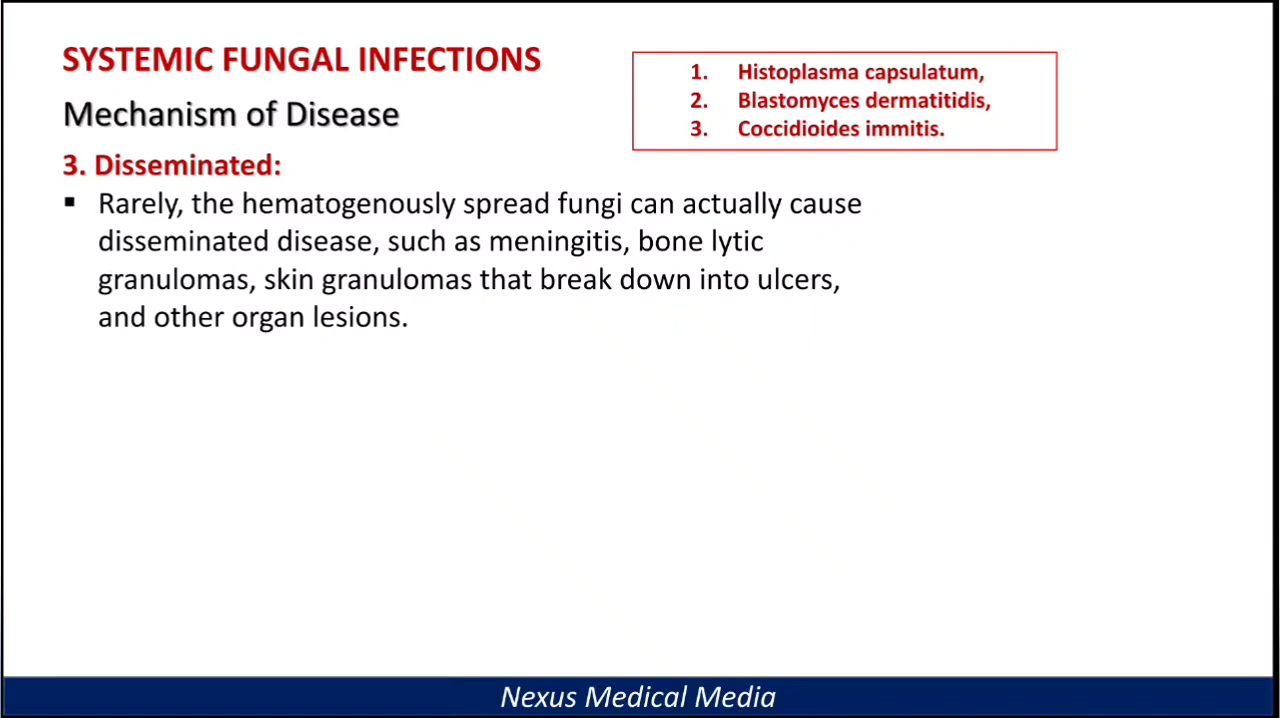 SYSTEMIC FUNGAL INFECTIONS
Mechanism of Disease
1. Histoplasma capsulatum,
2. Blastomyces dermatitidis,
3. Coccidioides immitis.
3. Disseminated:
▪ Rarely, the hematogenously spread fungi can actually cause
disseminated disease, such as meningitis, bone lytic
granulomas, skin granulomas that break down into ulcers,
and other organ lesions.
Nexus Medical Media